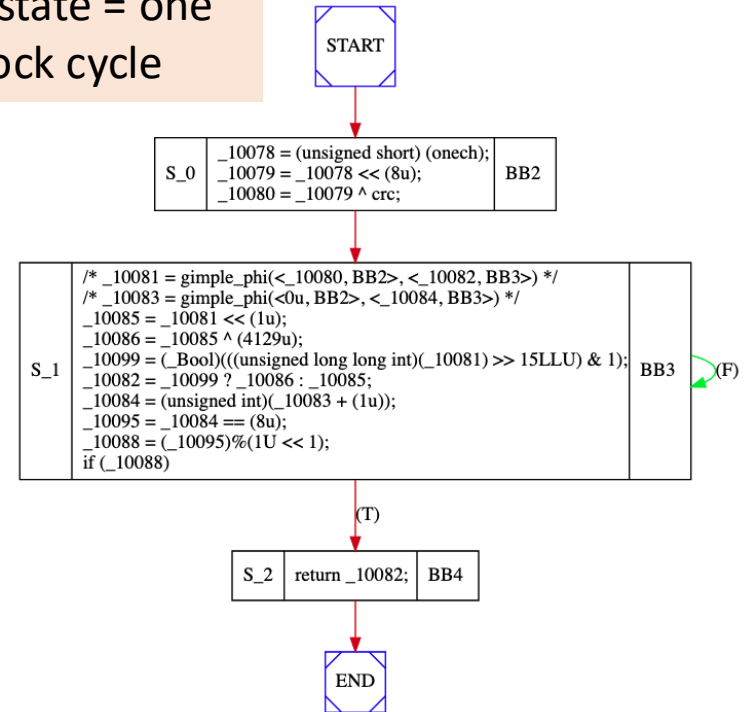 state = one
ock cycle
START
S_0
_10078 = (unsigned short) (onech);
_10079 = _10078 << (8u);
_10080 = _10079 ^ crc;
BB2
S_1
/* _10081 = gimple_phi(<_10080, BB2>, <_10082, BB3>) */
/* _10083 = gimple_phi(<0u, BB2>, <_10084, BB3>) */
_10085 = _10081 << (1u);
_10086 = _10085 ^ (4129u);
_10099 = (_Bool)(((unsigned long long int)(_10081) >> 15LLU) & 1);
_10082 = _10099 ? _10086 : _10085;
_10084 = (unsigned int)(_10083 + (1u));
_10095 = _10084 == (8u);
_10088 = (_10095)%(1U << 1);
if (_10088)
BB3
(F)
(T)
S_2
return _10082;
BB4
END